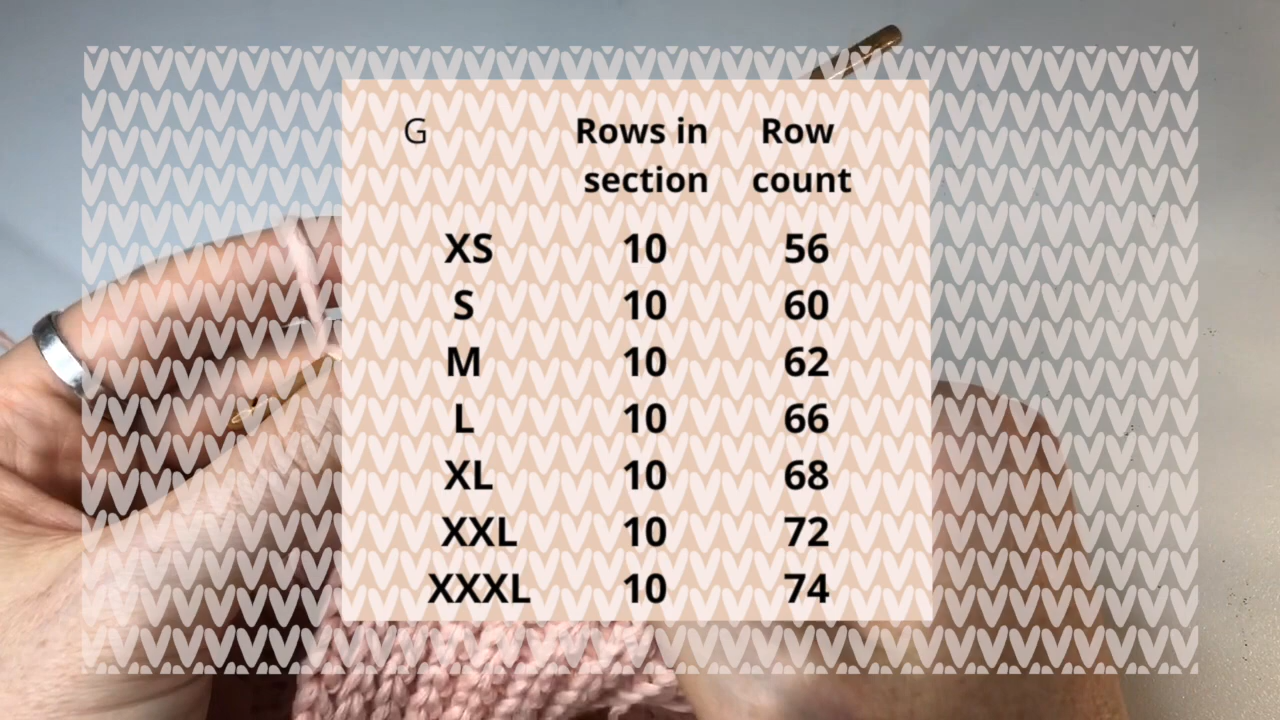 G Rows in Row
section count
XS 10 56
S 10 60
M 10 62
L 10 66
XL 10 68
XXL 10 72
XXXL 10 74